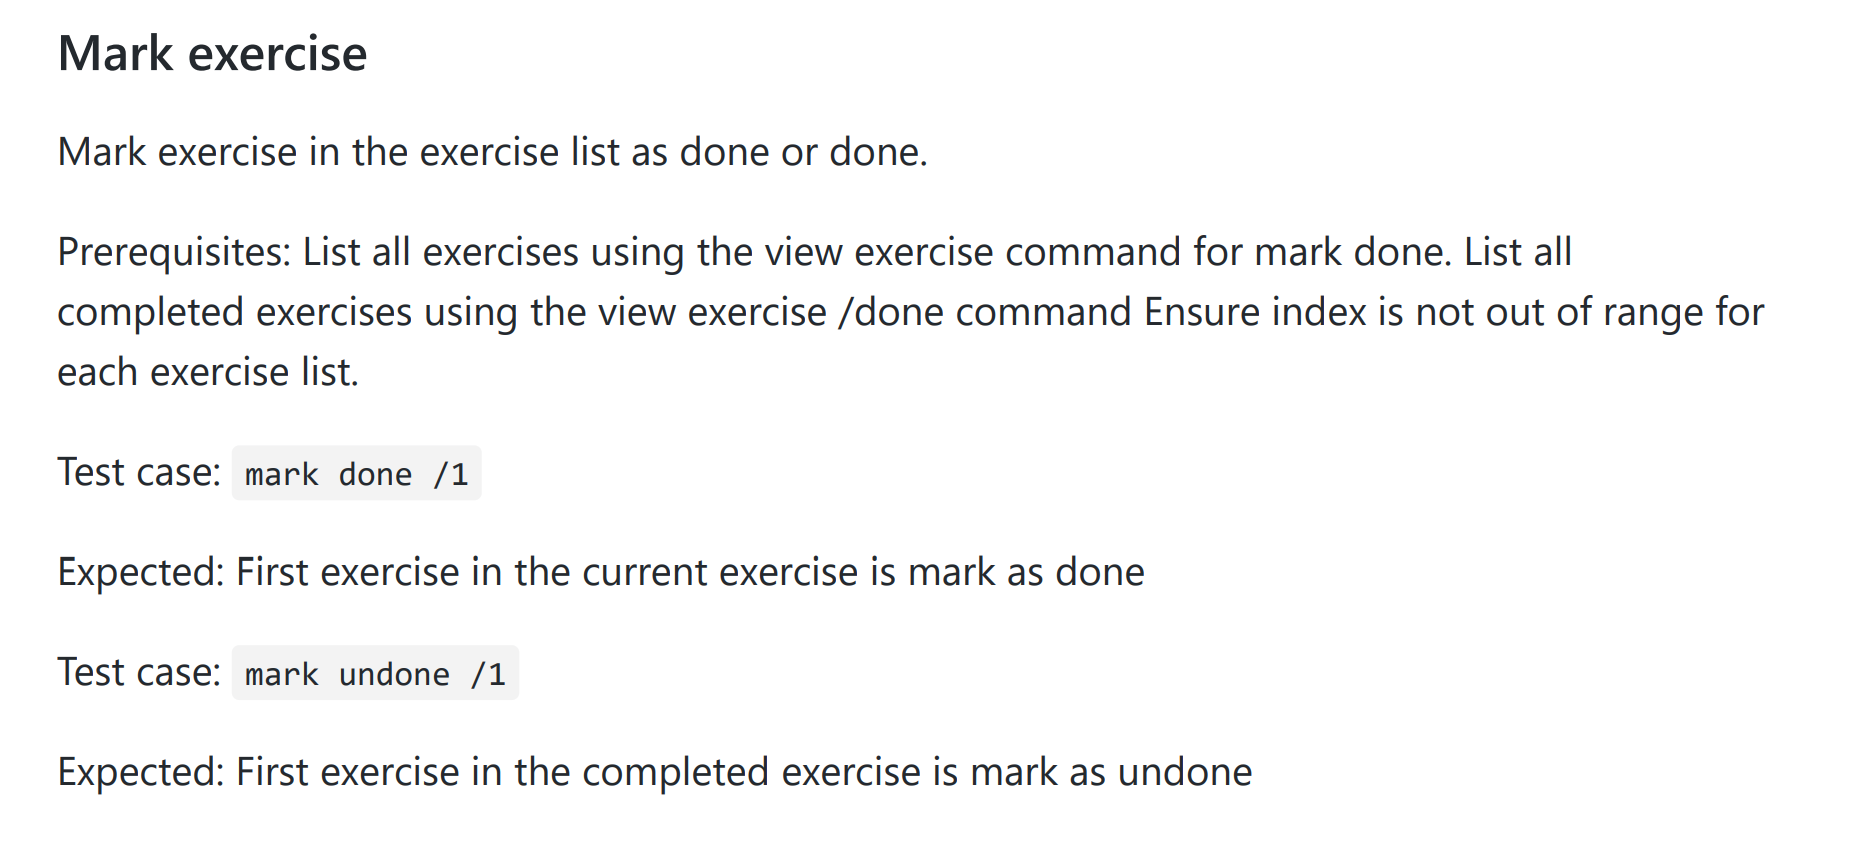 Mark exercise
Mark exercise in the exercise list as done or done.
Prerequisites: List all exercises using the view exercise command for mark done. List all
completed exercises using the view exercise /done command Ensure index is not out of range for
each exercise list.
Test case: mark done /1
Expected: First exercise in the current exercise is mark as done
Test case: mark undone /1
Expected: First exercise in the completed exercise is mark as undone